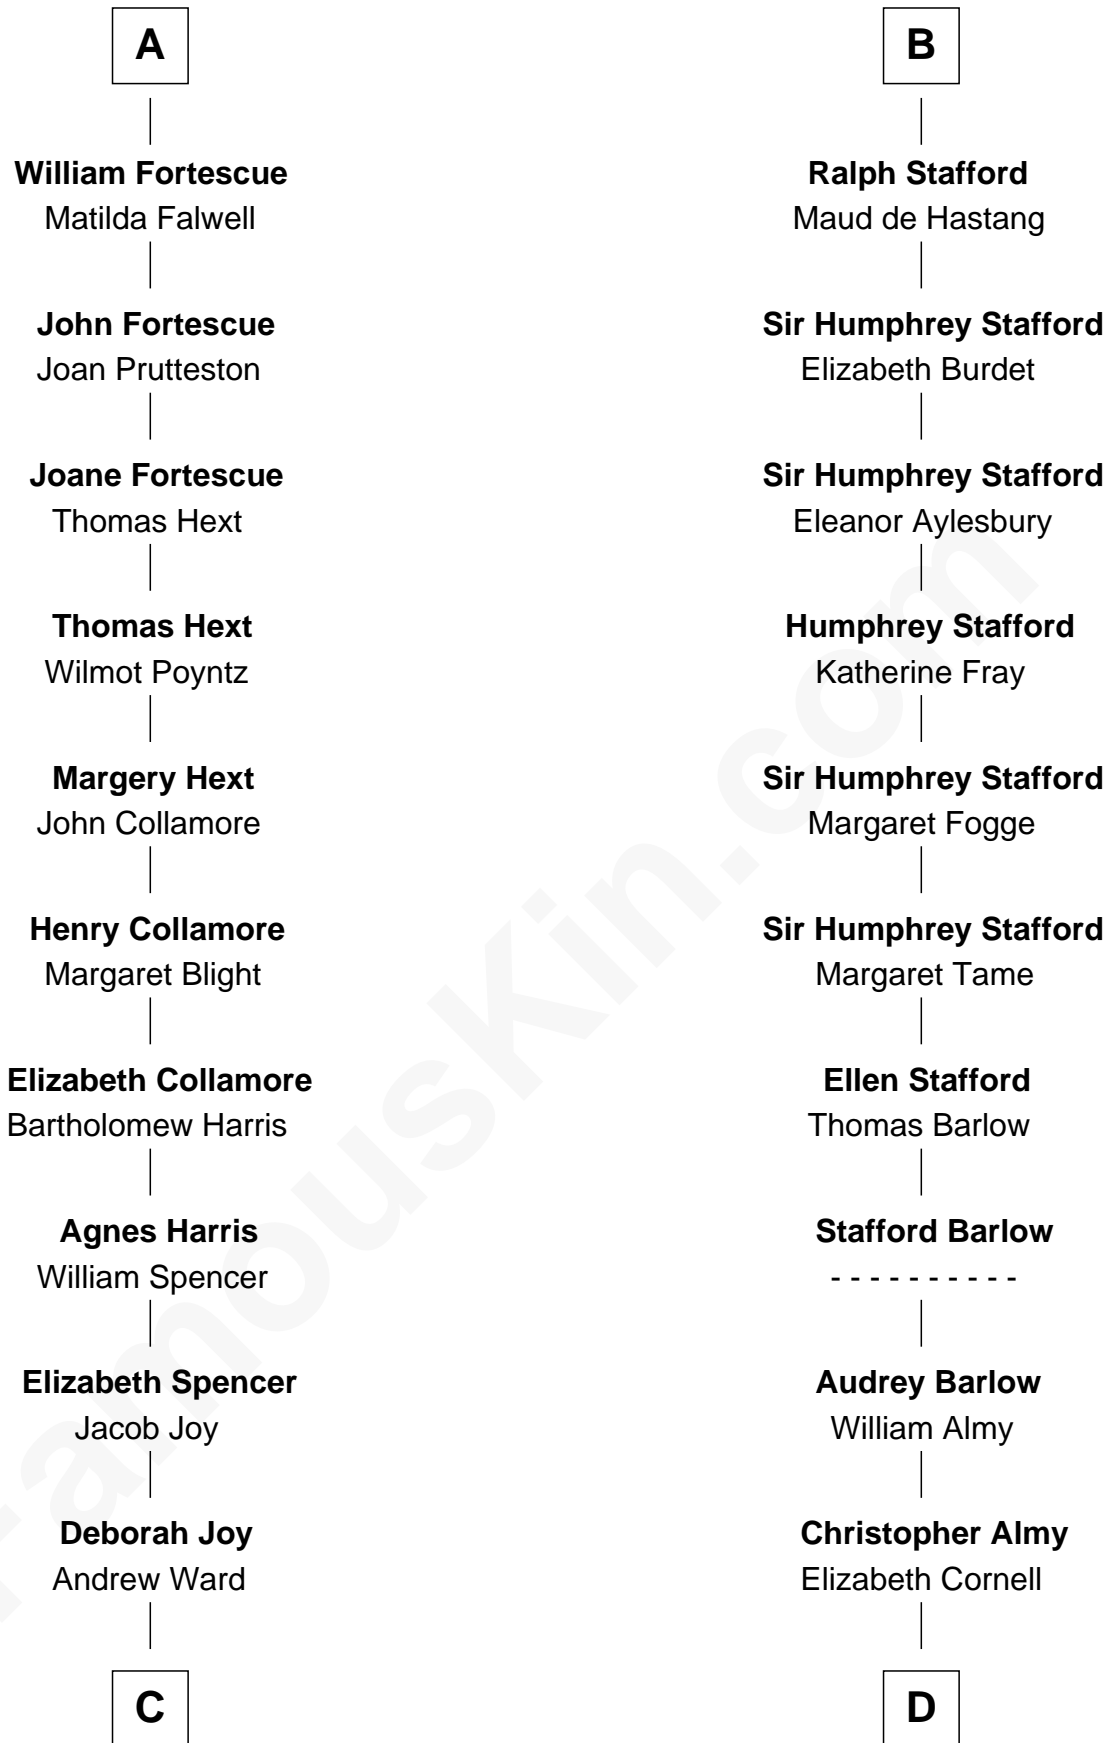 A
William Fortescue
Matilda Falwell
John Fortescue
Joan Prutteston
Joane Fortescue
Thomas Hext
Thomas Hext
Wilmot Poyntz
Margery Hext
John Collamore
Henry Collamore
Margaret Blight
Elizabeth Collamore
Bartholomew Harris
Agnes Harris
William Spencer
Elizabeth Spencer
Jacob Joy
Deborah Joy
Andrew Ward
C
B
Ralph Stafford
Maud de Hastang
Sir Humphrey Stafford
Elizabeth Burdet
Sir Humphrey Stafford
Eleanor Aylesbury
Humphrey Stafford
Katherine Fray
Sir Humphrey Stafford
Margaret Fogge
Sir Humphrey Stafford
Margaret Tame
Ellen Stafford
Thomas Barlow
Stafford Barlow
- - - - - - - - - -
Audrey Barlow
William Almy
Christopher Almy
Elizabeth Cornell
D
FamousKin.com